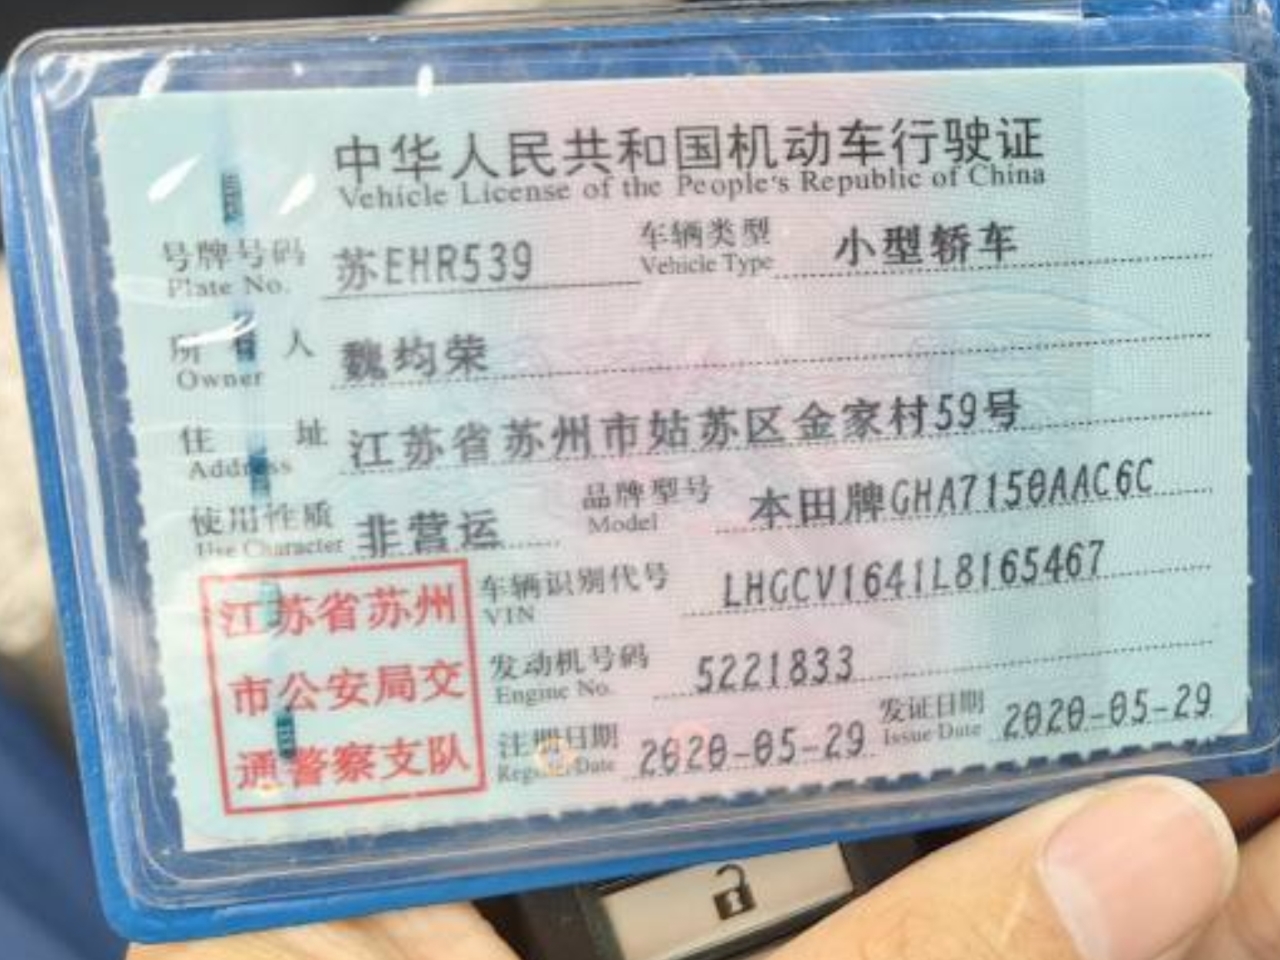 中华人民共和国机动车行驶证
Vehicle License of the People's Republic of China
号牌号码 苏EHR539 车辆类型 小型轿车
Plate No. Vehicle Type
所有人 魏均荣
Owner
住址 江苏省苏州市姑苏区金家村59号
Address
使用性质 非营运 品牌型号 本田牌GHA7150AAC6C
Use Character Model
车辆识别代号 LHGCV1641L8165467
VIN
发动机号码 5221833
Engine No.
注册日期 2020-05-29 发证日期 2020-05-29
Register Date Issue Date
江苏省苏州
市公安局交
通警察支队